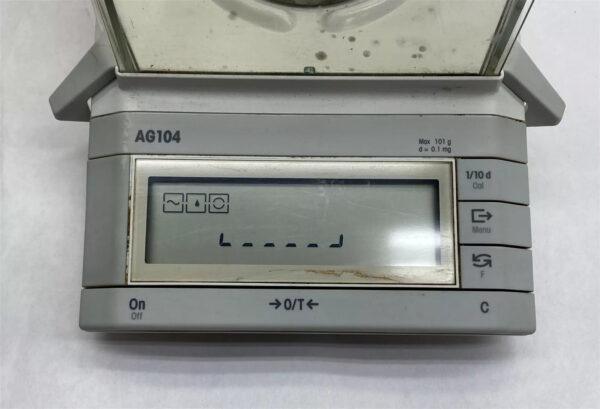 AG104
Max 101 g
d = 0.1 mg
1/10 d
Cal
Menu
F
On
Off
→0/T←
C